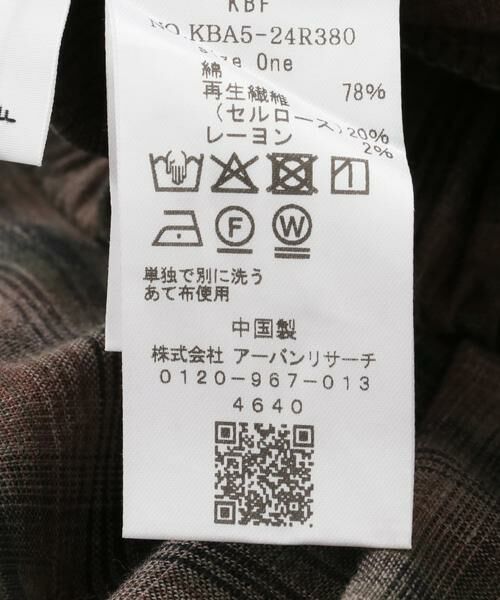 KBF
NO.KBA5-24R380
size One
綿 78%
再生繊維
(セルロース) 20%
レーヨン 2%
F W
単独で別に洗う
あて布使用
中国製
株式会社 アーバンリサーチ
0120-967-013
4640